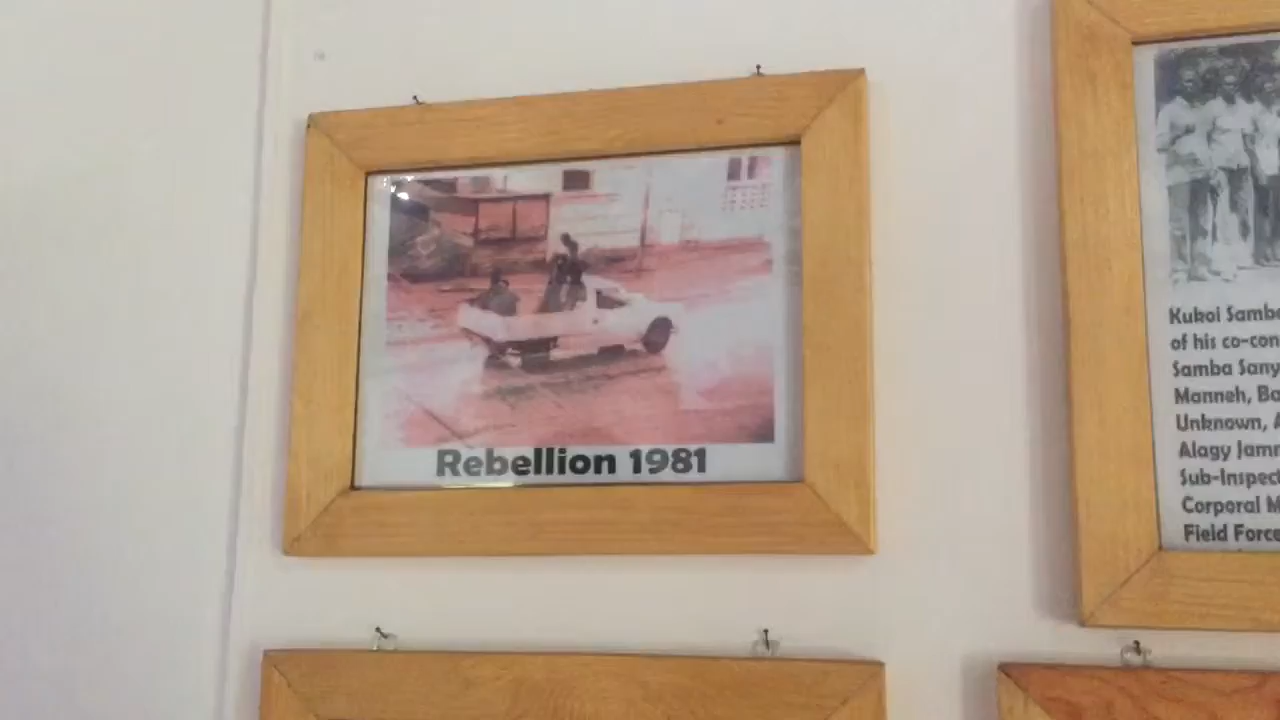 Rebellion 1981
Kukoi Samba
of his co-con
Samba Sany
Manneh, Ba
Unknown, A
Alagy Jam
Sub-Inspect
Corporal M
Field Force